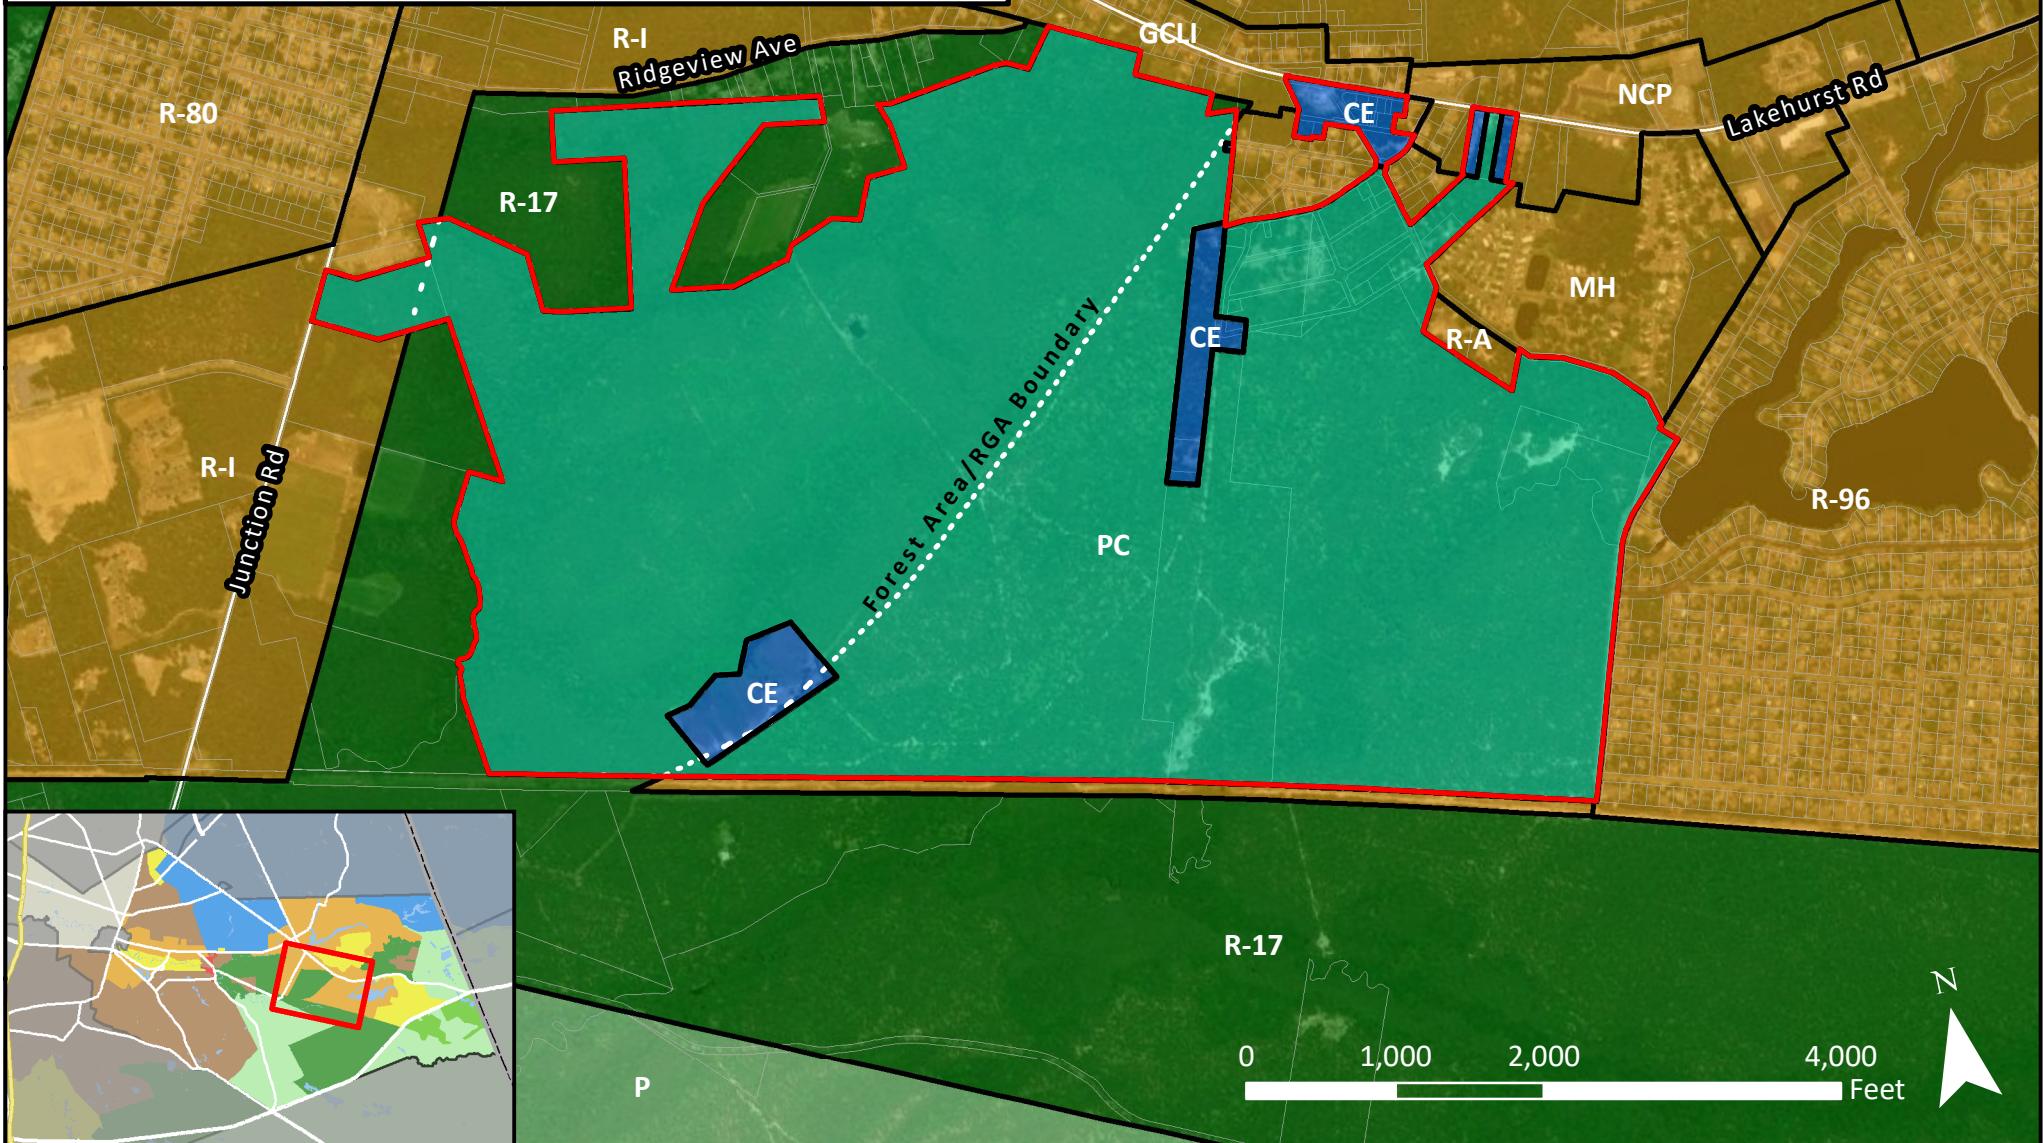 R-I
Ridgeview Ave
GCLI
R-80
CE
NCP
Lakehurst Rd
R-17
MH
CE
R-A
Forest Area/RGA Boundary
R-I
Junction Rd
PC
R-96
CE
R-17
N
P
0 1,000 2,000 4,000
Feet